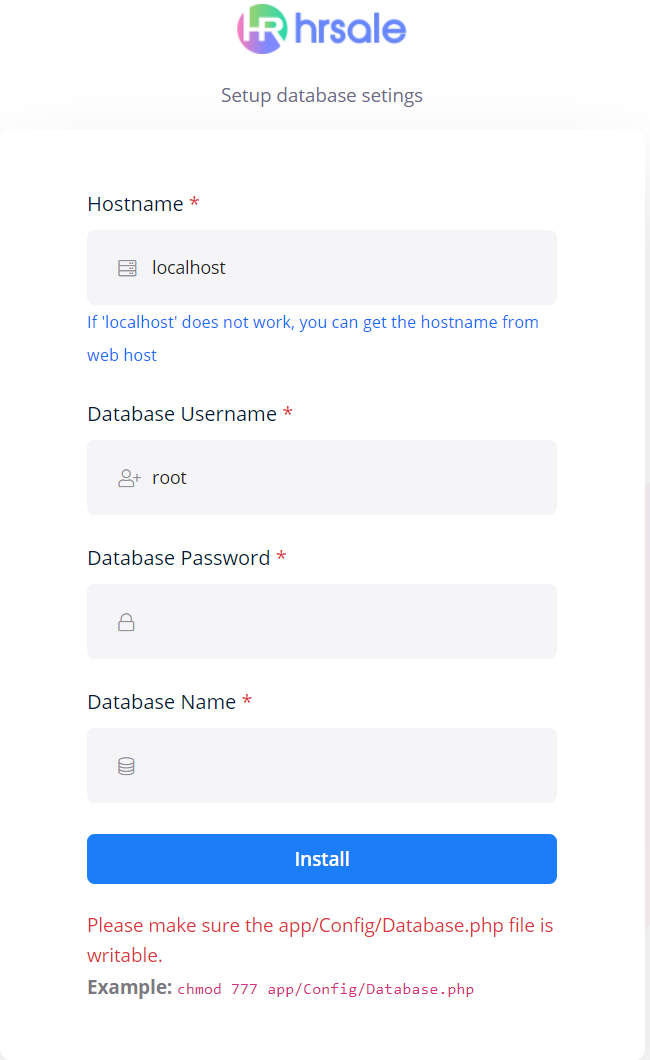 HR hrsale
Setup database setings
Hostname *
localhost
If 'localhost' does not work, you can get the hostname from
web host
Database Username *
root
Database Password *
Database Name *
Install
Please make sure the app/Config/Database.php file is
writable.
Example: chmod 777 app/Config/Database.php